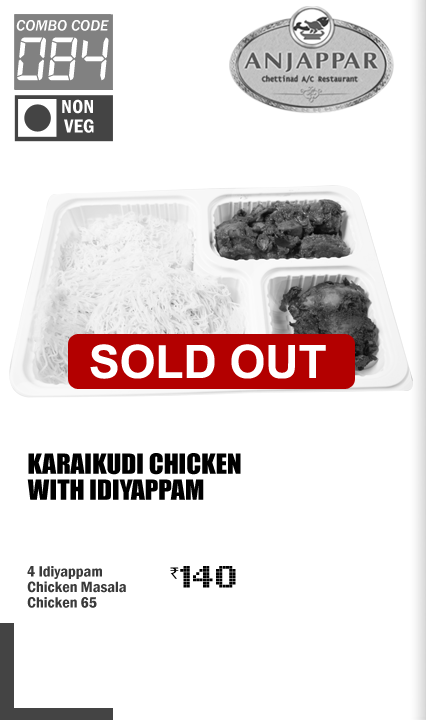 COMBO CODE
084
NON
VEG
ANJAPPAR
Chettinad A/C Restaurant
SOLD OUT
KARAIKUDI CHICKEN
WITH IDIYAPPAM
4 Idiyappam
Chicken Masala
Chicken 65
₹140